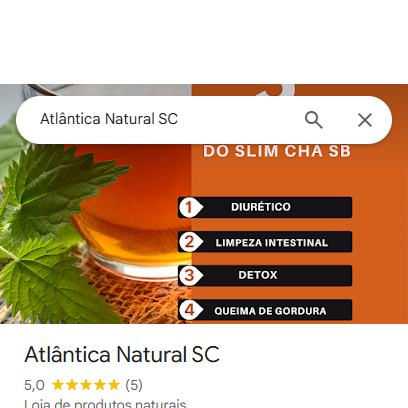 Atlântica Natural SC
DO SLIM CHA SB
1 DIURÉTICO
2 LIMPEZA INTESTINAL
3 DETOX
4 QUEIMA DE GORDURA
Atlântica Natural SC
5,0 ★★★★★ (5)
Loja de produtos naturais